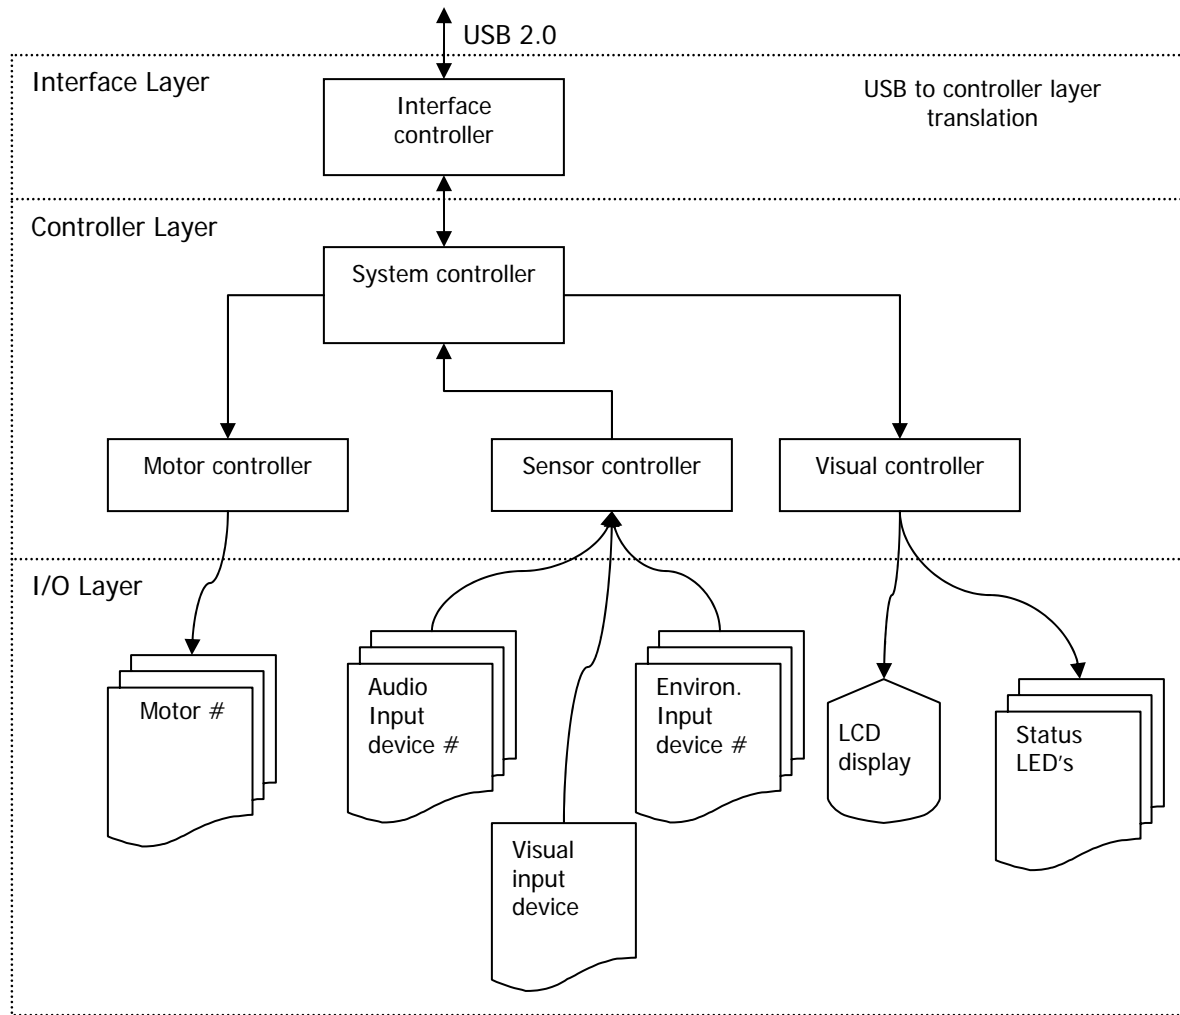 USB 2.0
Interface Layer
USB to controller layer
translation
Interface
controller
Controller Layer
System controller
Motor controller
Sensor controller
Visual controller
I/O Layer
Motor #
Audio
Input
device #
Environ.
Input
device #
LCD
display
Status
LED's
Visual
input
device